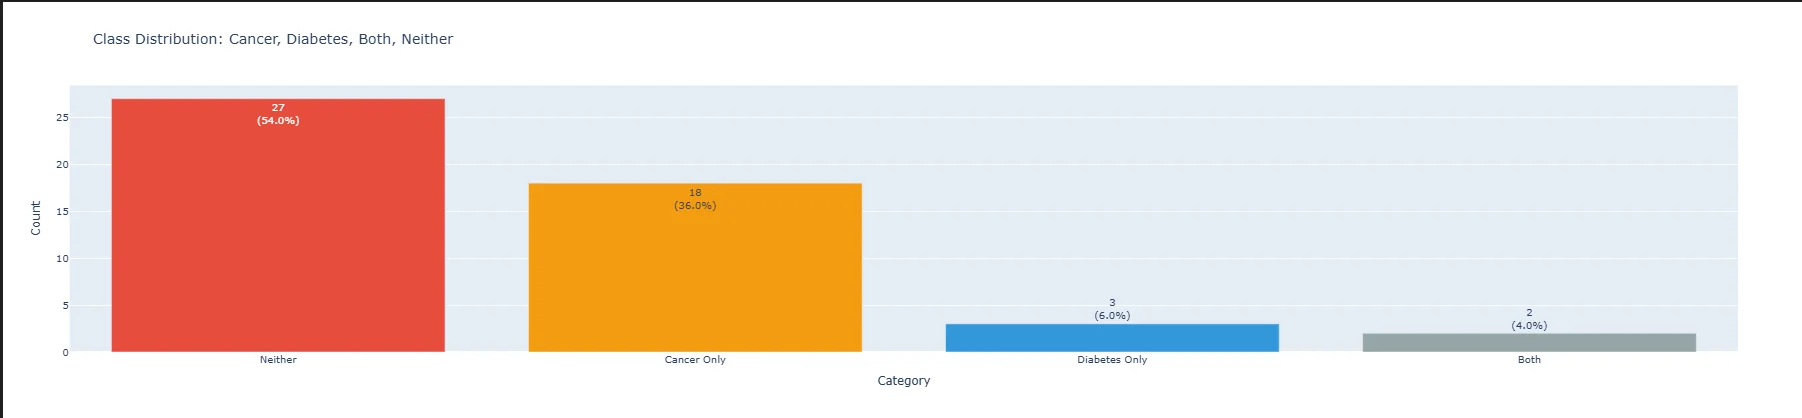 Class Distribution: Cancer, Diabetes, Both, Neither
27
(54.0%)
25
20
18
(36.0%)
15
Count
10
5
3
(6.0%)
2
(4.0%)
0
Neither
Cancer Only
Diabetes Only
Both
Category